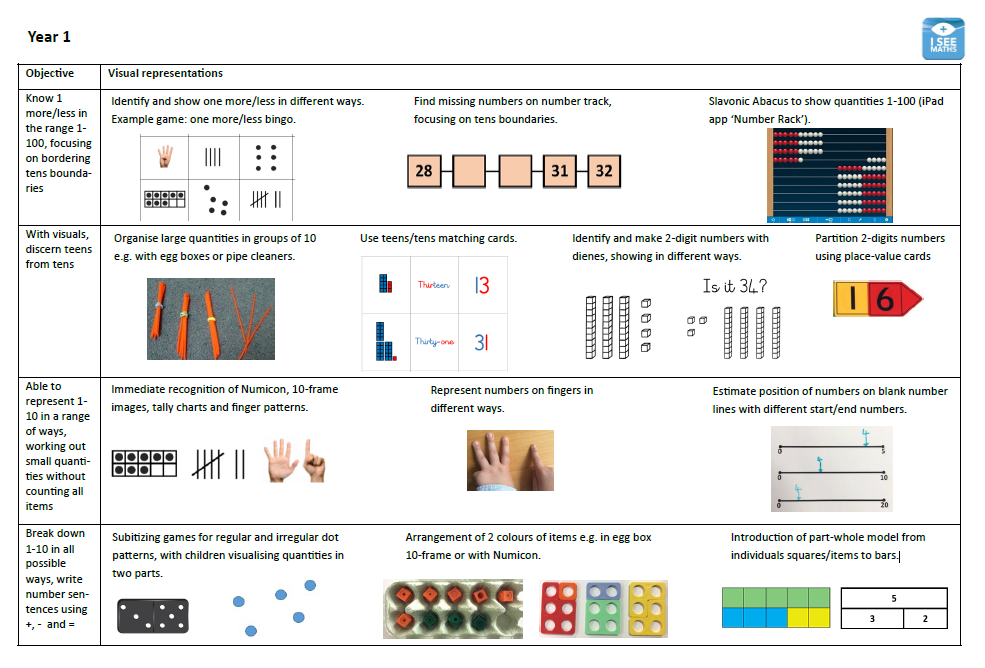 Year 1
I SEE
MATHS
Objective
Visual representations
Know 1
more/less in
the range 1-
100, focusing
on bordering
tens bounda-
ries
Identify and show one more/less in different ways.
Example game: one more/less bingo.
Find missing numbers on number track,
focusing on tens boundaries.
28 31 32
Slavonic Abacus to show quantities 1-100 (iPad
app ‘Number Rack’).
With visuals,
discern teens
from tens
Organise large quantities in groups of 10
e.g. with egg boxes or pipe cleaners.
Use teens/tens matching cards.
Thirteen 13
Thirty-one 31
Identify and make 2-digit numbers with
dienes, showing in different ways.
Is it 34?
Partition 2-digits numbers
using place-value cards
16
Able to
represent 1-
10 in a range
of ways,
working out
small quanti-
ties without
counting all
items
Immediate recognition of Numicon, 10-frame
images, tally charts and finger patterns.
Represent numbers on fingers in
different ways.
Estimate position of numbers on blank number
lines with different start/end numbers.
4
0 5
4
0 10
4
0 20
Break down
1-10 in all
possible
ways, write
number sen-
tences using
+, - and =
Subitizing games for regular and irregular dot
patterns, with children visualising quantities in
two parts.
Arrangement of 2 colours of items e.g. in egg box
10-frame or with Numicon.
Introduction of part-whole model from
individuals squares/items to bars.
5
3 2